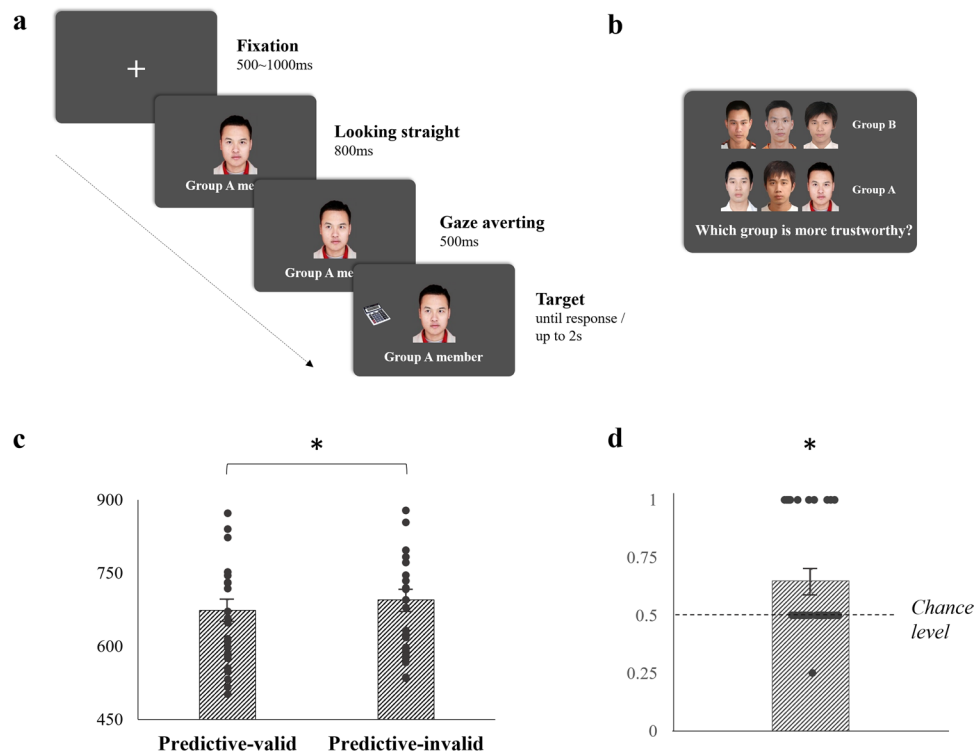 a
Fixation
500~1000ms
Looking straight
800ms
Group A me
Gaze averting
500ms
Group A me
Target
until response /
up to 2s
Group A member
b
Group B
Group A
Which group is more trustworthy?
c
*
900
750
600
450
Predictive-valid Predictive-invalid
d
*
1
0.75
0.5
0.25
0
Chance
level